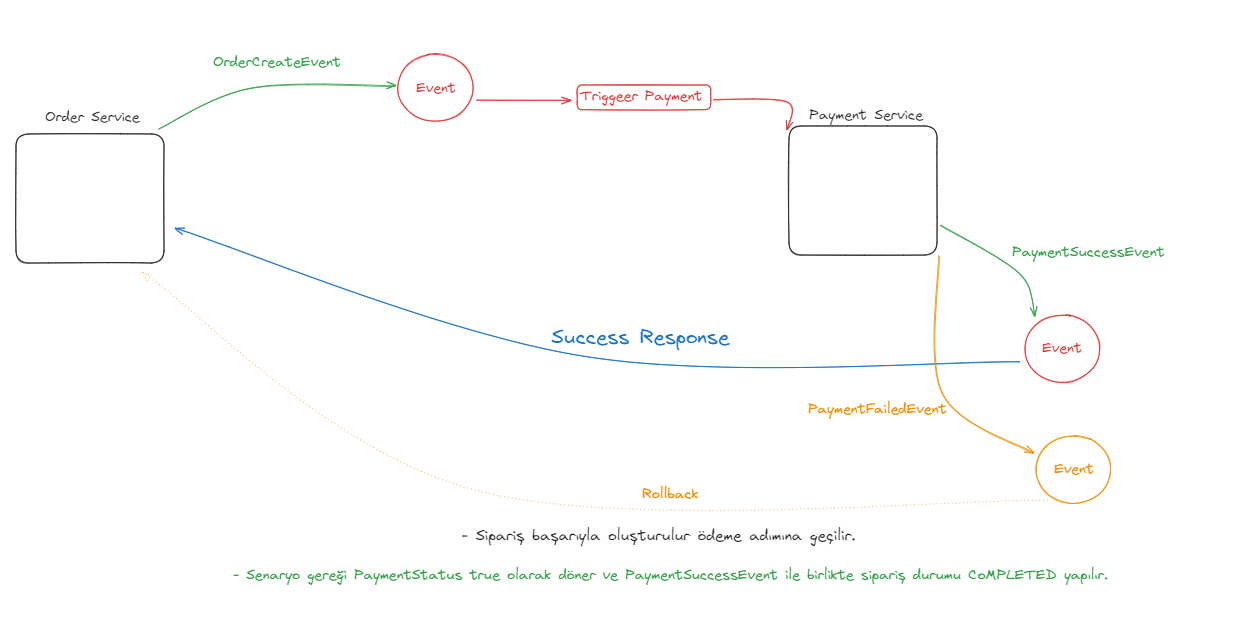 OrderCreateEvent
Event
Triggeer Payment
Order Service
Payment Service
PaymentSuccessEvent
Success Response
Event
PaymentFailedEvent
Event
Rollback
- Sipariş başarıyla oluşturulur ödeme adımına geçilir.
- Senaryo gereği PaymentStatus true olarak döner ve PaymentSuccessEvent ile birlikte sipariş durumu CoMPLETED yapılır.